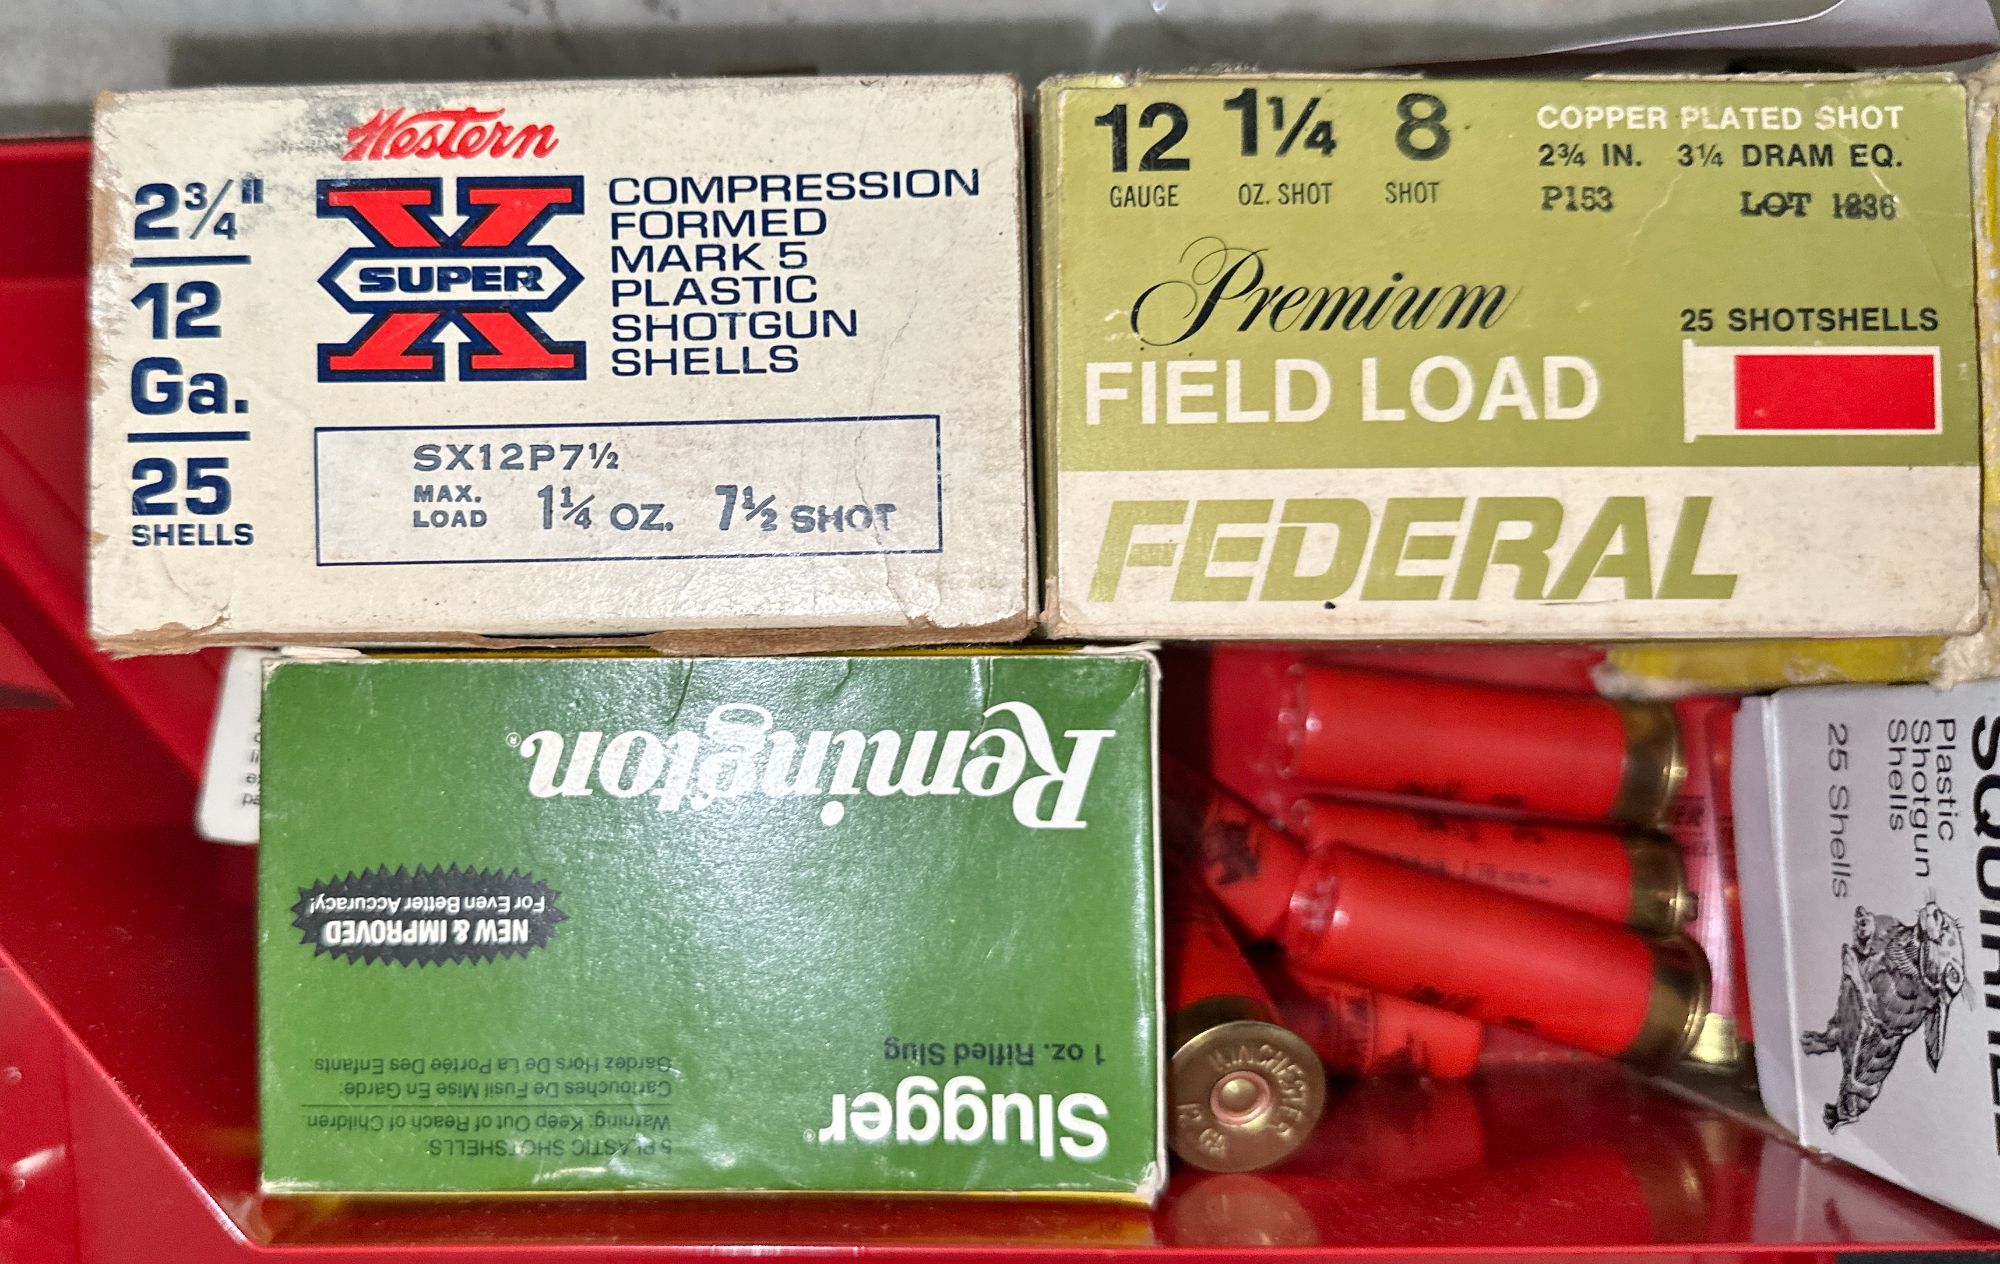 Western
2¾"
12
Ga.
25
SHELLS
SUPER
X
COMPRESSION
FORMED
MARK 5
PLASTIC
SHOTGUN
SHELLS
SX12P7½
MAX.
LOAD
1¼ OZ. 7½ SHOT
12 1¼ 8
GAUGE OZ. SHOT SHOT
COPPER PLATED SHOT
2¾ IN. 3¼ DRAM EQ.
P153 LOT 1836
Premium
25 SHOTSHELLS
FIELD LOAD
FEDERAL
Remington®
NEW & IMPROVED
For Even Better Accuracy!
Slugger®
1 oz. Rifled Slug
5 PLASTIC SHOTSHELLS
Warning: Keep Out of Reach of Children.
Cartouches De Fusil Mise En Garde:
Gardez Hors De La Portée Des Enfants.
WINCHESTER
12 GA
Plastic
Shotgun
Shells
25 Shells